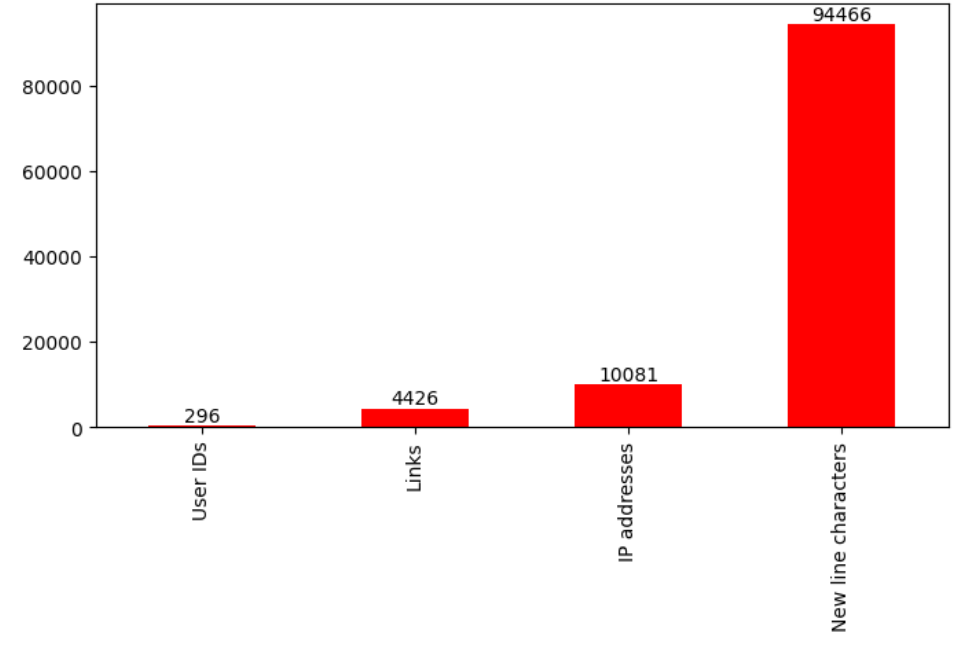 94466
80000
60000
40000
20000
10081
4426
296
0
User IDs
Links
IP addresses
New line characters